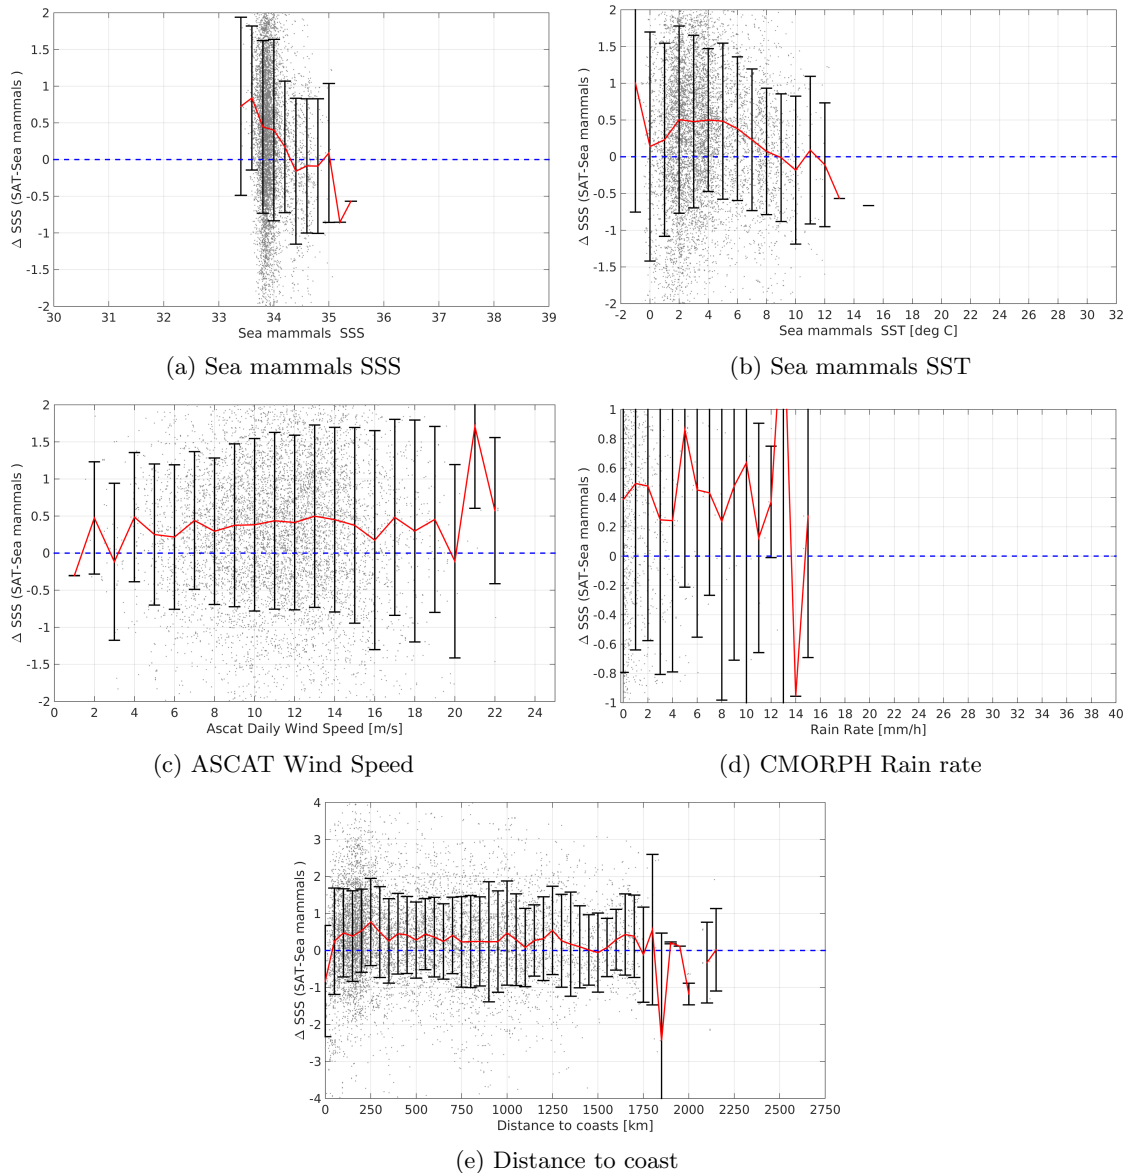 2
1.5
1
0.5
0
-0.5
-1
-1.5
-2
Δ SSS (SAT-Sea mammals )
30 31 32 33 34 35 36 37 38 39
Sea mammals  SSS
(a) Sea mammals SSS
2
1.5
1
0.5
0
-0.5
-1
-1.5
-2
Δ SSS (SAT-Sea mammals )
-2 0 2 4 6 8 10 12 14 16 18 20 22 24 26 28 30 32
Sea mammals  SST [deg C]
(b) Sea mammals SST
2
1.5
1
0.5
0
-0.5
-1
-1.5
-2
Δ SSS (SAT-Sea mammals )
0 2 4 6 8 10 12 14 16 18 20 22 24
Ascat Daily Wind Speed [m/s]
(c) ASCAT Wind Speed
1
0.8
0.6
0.4
0.2
0
-0.2
-0.4
-0.6
-0.8
-1
Δ SSS (SAT-Sea mammals )
0 2 4 6 8 10 12 14 16 18 20 22 24 26 28 30 32 34 36 38 40
Rain Rate [mm/h]
(d) CMORPH Rain rate
4
3
2
1
0
-1
-2
-3
-4
Δ SSS (SAT-Sea mammals )
0 250 500 750 1000 1250 1500 1750 2000 2250 2500 2750
Distance to coasts [km]
(e) Distance to coast